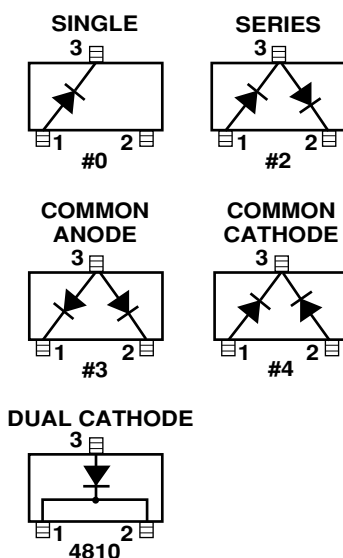 SINGLE
3
1 2
#0
SERIES
3
1 2
#2
COMMON
ANODE
3
1 2
#3
COMMON
CATHODE
3
1 2
#4
DUAL CATHODE
3
1 2
4810